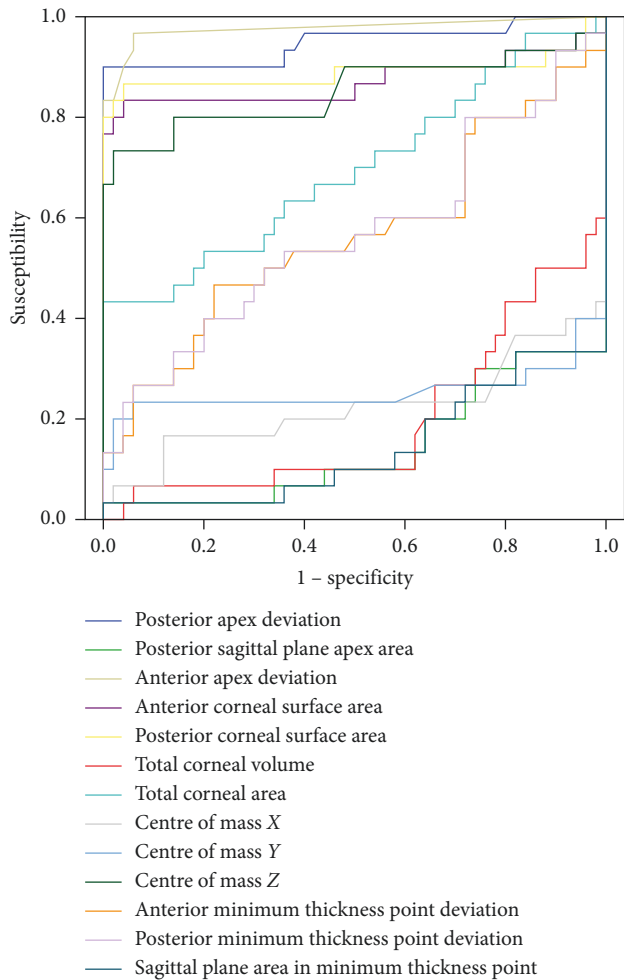 1.0
0.8
0.6
0.4
0.2
0.0
Susceptibility
0.0 0.2 0.4 0.6 0.8 1.0
1 – specificity
Posterior apex deviation
Posterior sagittal plane apex area
Anterior apex deviation
Anterior corneal surface area
Posterior corneal surface area
Total corneal volume
Total corneal area
Centre of mass X
Centre of mass Y
Centre of mass Z
Anterior minimum thickness point deviation
Posterior minimum thickness point deviation
Sagittal plane area in minimum thickness point